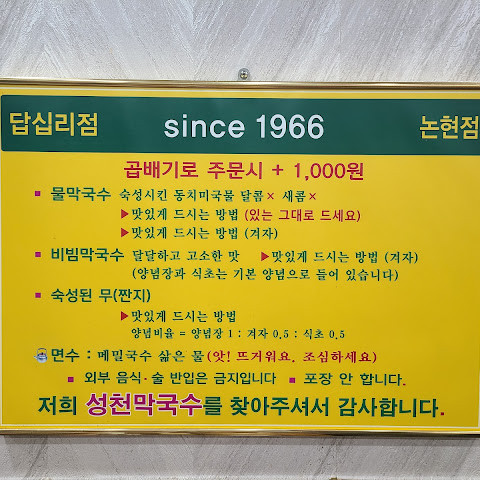 답십리점 since 1966 논현점
곱배기로 주문시 + 1,000원
▪ 물막국수 숙성시킨 동치미국물 달콤× 새콤×
▶맛있게 드시는 방법 (있는 그대로 드세요)
▶맛있게 드시는 방법 (겨자)
▪ 비빔막국수 달달하고 고소한 맛 ▶맛있게 드시는 방법 (겨자)
(양념장과 식초는 기본 양념으로 들어 있습니다)
▪ 숙성된 무(짠지)
▶맛있게 드시는 방법
양념비율 = 양념장 1 : 겨자 0.5 : 식초 0.5
면수 : 메밀국수 삶은 물(앗! 뜨거워요. 조심하세요)
▪ 외부 음식·술 반입은 금지입니다 ▪ 포장 안 합니다.
저희 성천막국수를 찾아주셔서 감사합니다.